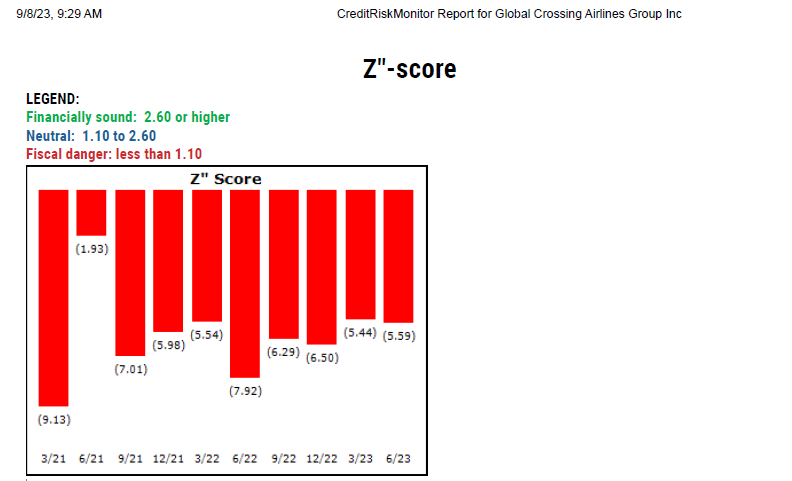 9/8/23, 9:29 AM CreditRiskMonitor Report for Global Crossing Airlines Group Inc
Z"-score
LEGEND:
Financially sound: 2.60 or higher
Neutral: 1.10 to 2.60
Fiscal danger: less than 1.10
Z" Score
(1.93)
(5.44) (5.59)
(5.54)
(5.98)
(6.29) (6.50)
(7.01)
(7.92)
(9.13)
3/21 6/21 9/21 12/21 3/22 6/22 9/22 12/22 3/23 6/23